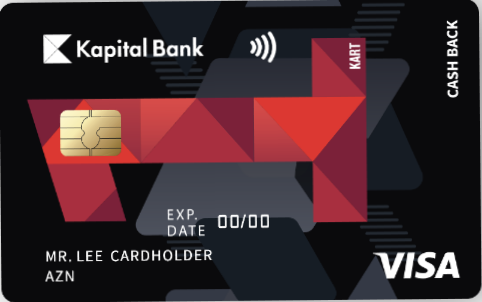 Kapital Bank
KART
CASH BACK
EXP.
DATE 00/00
MR. LEE CARDHOLDER
AZN
VISA